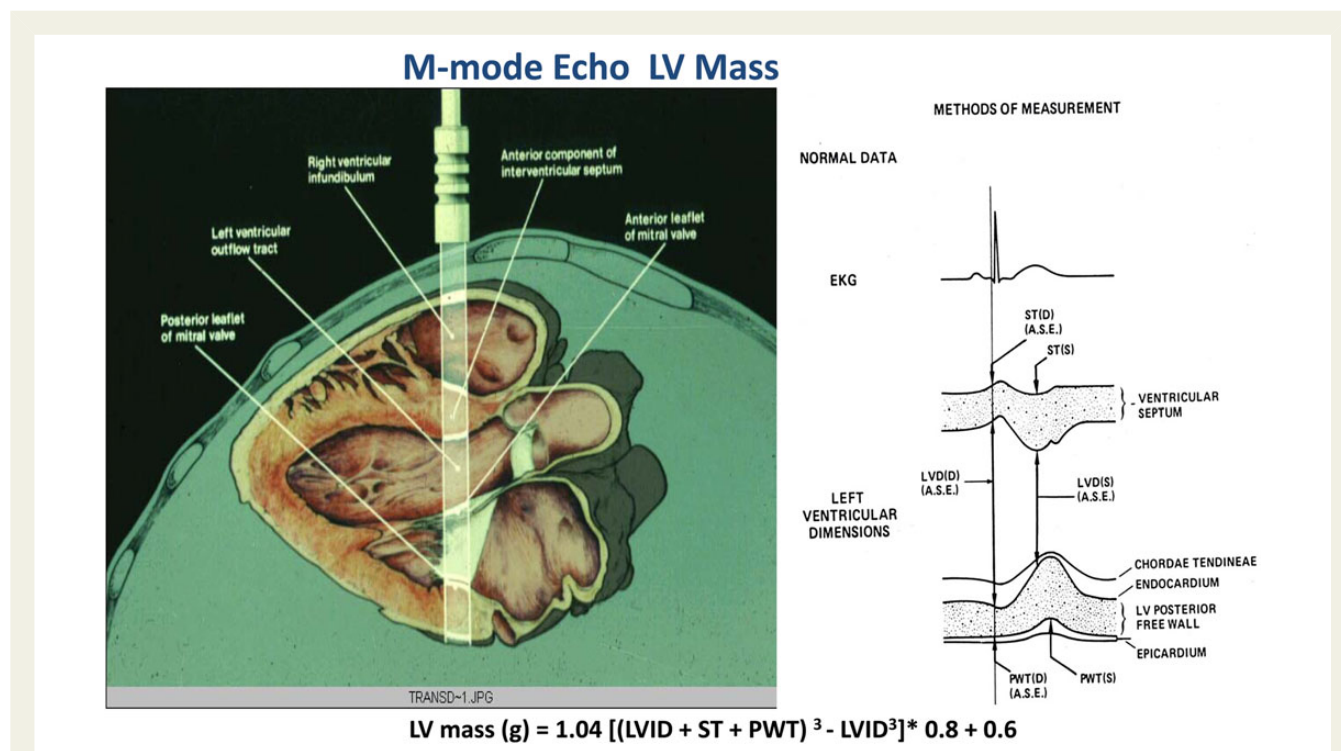 M-mode Echo LV Mass
Right ventricular
infundibulum
Anterior component of
interventricular septum
Left ventricular
outflow tract
Anterior leaflet
of mitral valve
Posterior leaflet
of mitral valve
TRANSD~1.JPG
METHODS OF MEASUREMENT
NORMAL DATA
EKG
ST(D)
(A.S.E.)
ST(S)
VENTRICULAR
SEPTUM
LVD(D)
(A.S.E.)
LVD(S)
(A.S.E.)
LEFT
VENTRICULAR
DIMENSIONS
CHORDAE TENDINEAE
ENDOCARDIUM
LV POSTERIOR
FREE WALL
EPICARDIUM
PWT(D)
(A.S.E.)
PWT(S)
LV mass (g) = 1.04 [(LVID + ST + PWT) ³ - LVID³]* 0.8 + 0.6